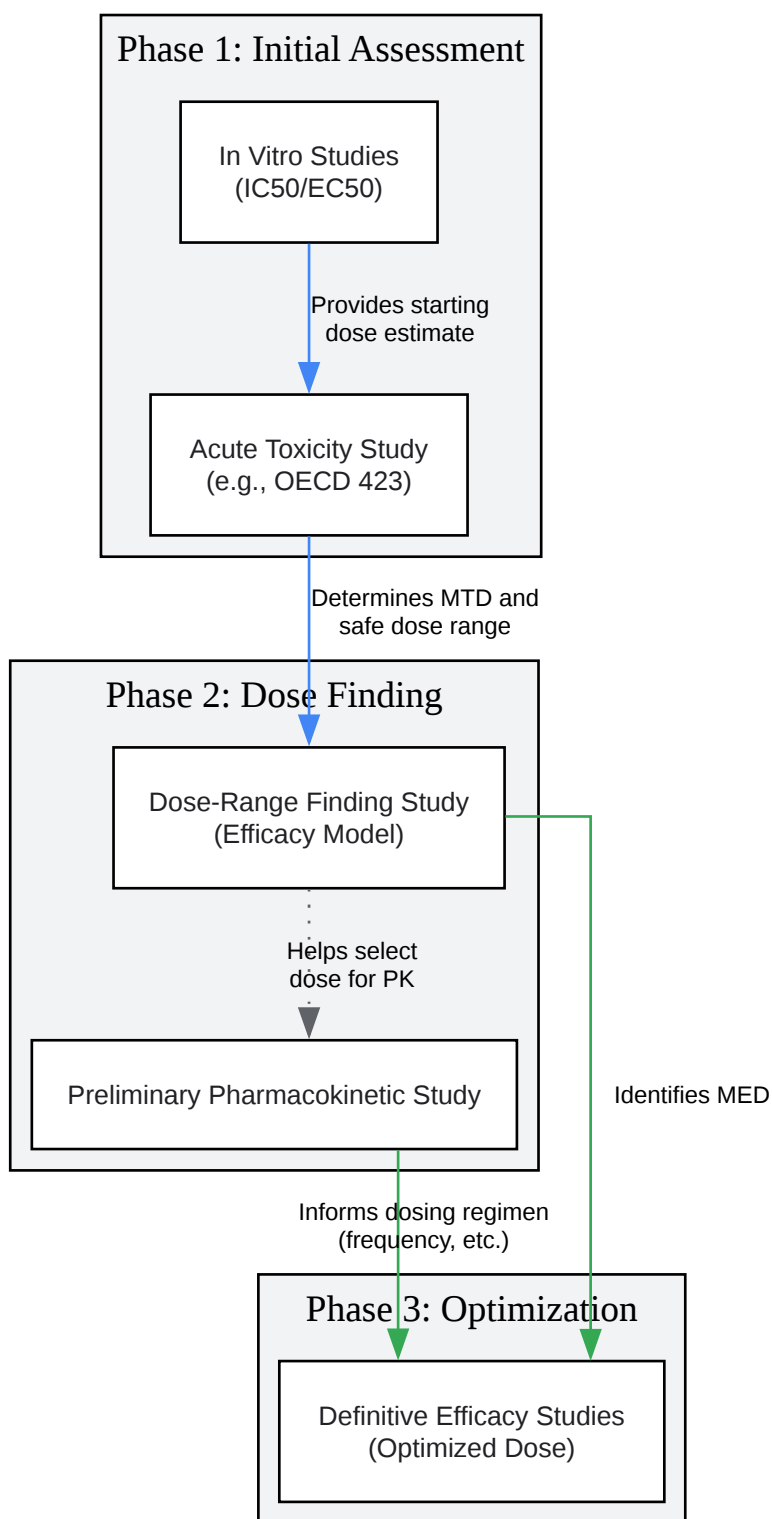 Phase 1: Initial Assessment
In Vitro Studies
(IC50/EC50)
Provides starting
dose estimate
Acute Toxicity Study
(e.g., OECD 423)
Determines MTD and
safe dose range
Phase 2: Dose Finding
Dose-Range Finding Study
(Efficacy Model)
Helps select
dose for PK
Preliminary Pharmacokinetic Study
Identifies MED
Informs dosing regimen
(frequency, etc.)
Phase 3: Optimization
Definitive Efficacy Studies
(Optimized Dose)